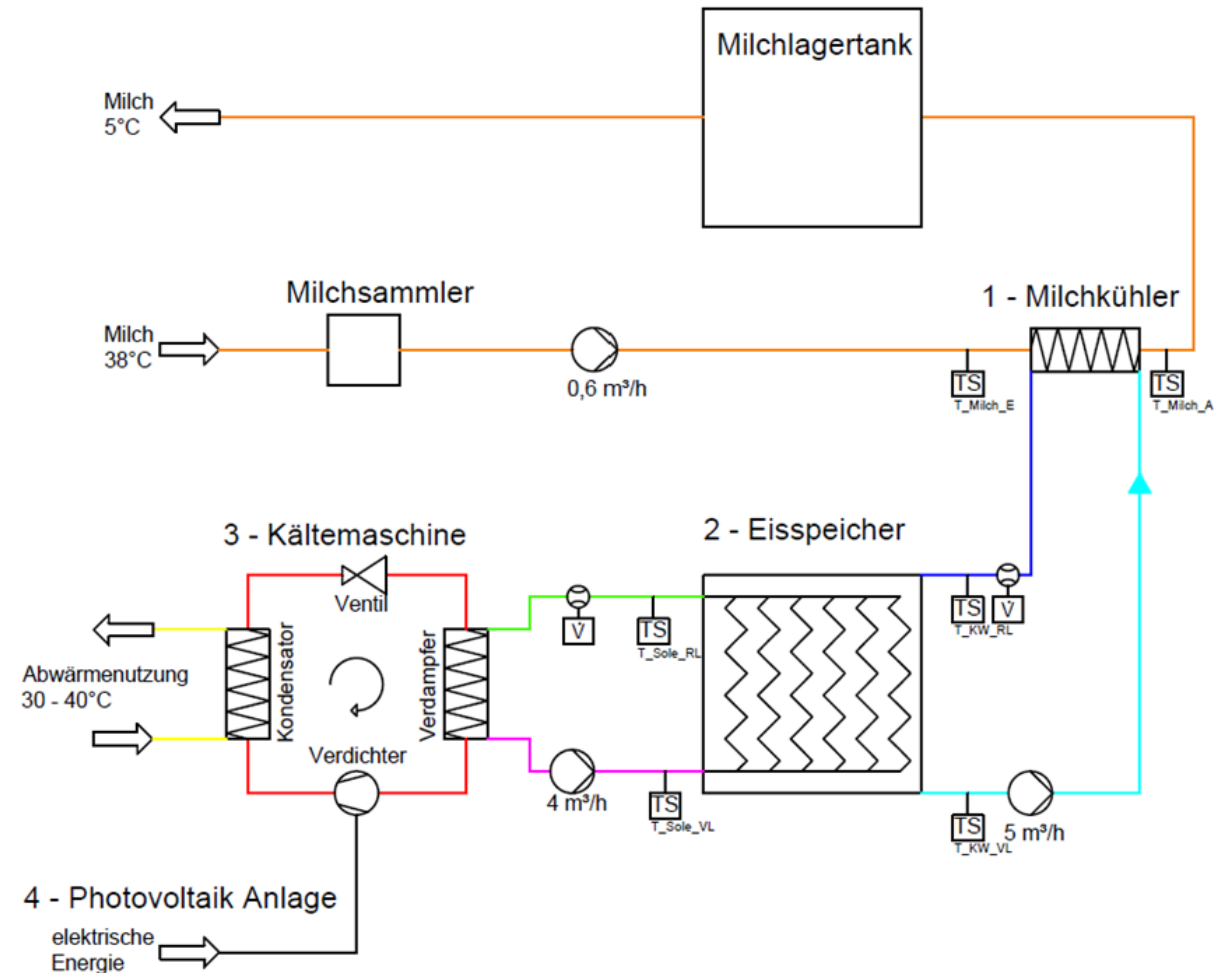 Milchlagertank
Milch
5°C
Milchsammler
1 - Milchkühler
Milch
38°C
0,6 m³/h
TS
T_Milch_E
TS
T_Milch_A
3 - Kältemaschine
2 - Eisspeicher
Ventil
V̇
TS
T_Sole_RL
TS
T_KW_RL
V̇
Abwärmenutzung
30 - 40°C
Kondensator
Verdampfer
Verdichter
4 m³/h
TS
T_Sole_VL
TS
T_KW_VL
5 m³/h
4 - Photovoltaik Anlage
elektrische
Energie